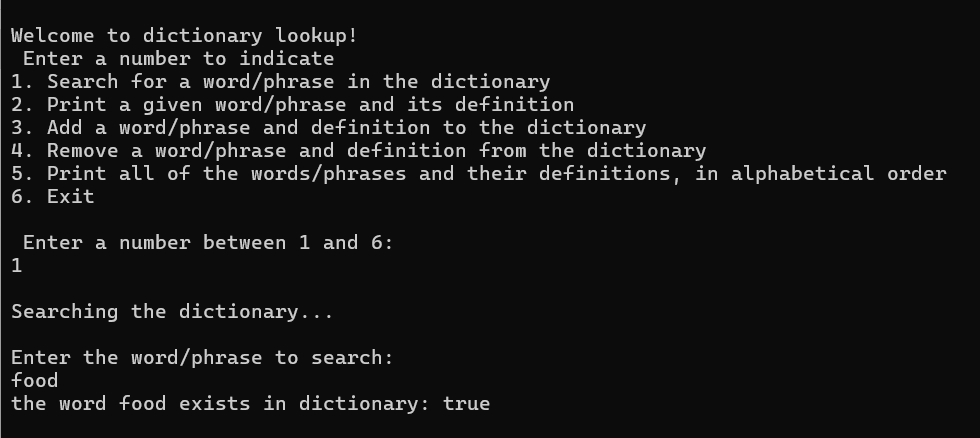 Welcome to dictionary lookup!
Enter a number to indicate
1. Search for a word/phrase in the dictionary
2. Print a given word/phrase and its definition
3. Add a word/phrase and definition to the dictionary
4. Remove a word/phrase and definition from the dictionary
5. Print all of the words/phrases and their definitions, in alphabetical order
6. Exit
Enter a number between 1 and 6:
1
Searching the dictionary...
Enter the word/phrase to search:
food
the word food exists in dictionary: true